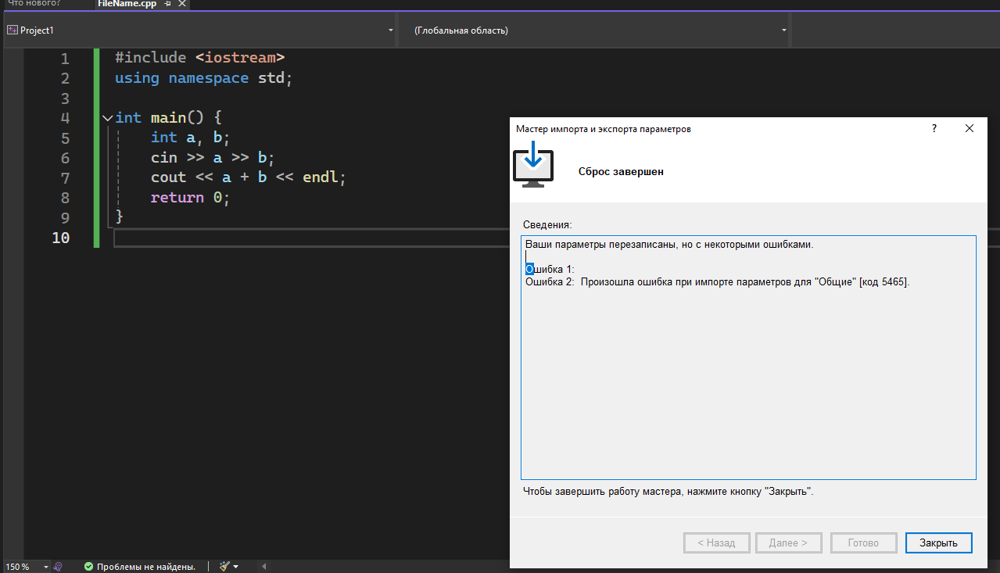 Что нового?
FileName.cpp
Project1
(Глобальная область)
1 #include <iostream>
2 using namespace std;
3
4 int main() {
5 int a, b;
6 cin >> a >> b;
7 cout << a + b << endl;
8 return 0;
9 }
10
Мастер импорта и экспорта параметров
?
Сброс завершен
Сведения:
Ваши параметры перезаписаны, но с некоторыми ошибками.
Ошибка 1:
Ошибка 2: Произошла ошибка при импорте параметров для "Общие" [код 5465].
Чтобы завершить работу мастера, нажмите кнопку "Закрыть".
< Назад
Далее >
Готово
Закрыть
150 %
Проблемы не найдены.